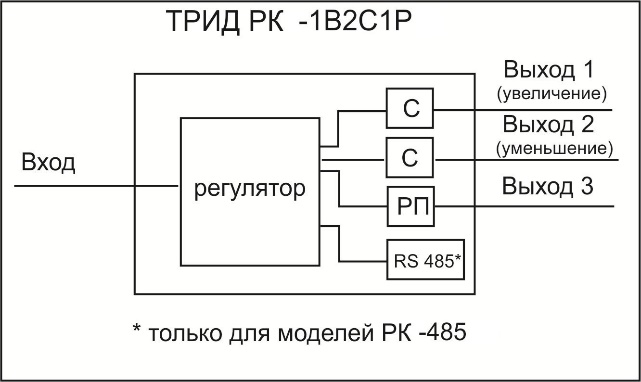 ТРИД РК -1В2С1Р
Выход 1
(увеличение)
С
Выход 2
(уменьшение)
С
Вход
регулятор
РП
Выход 3
RS 485*
* только для моделей РК -485